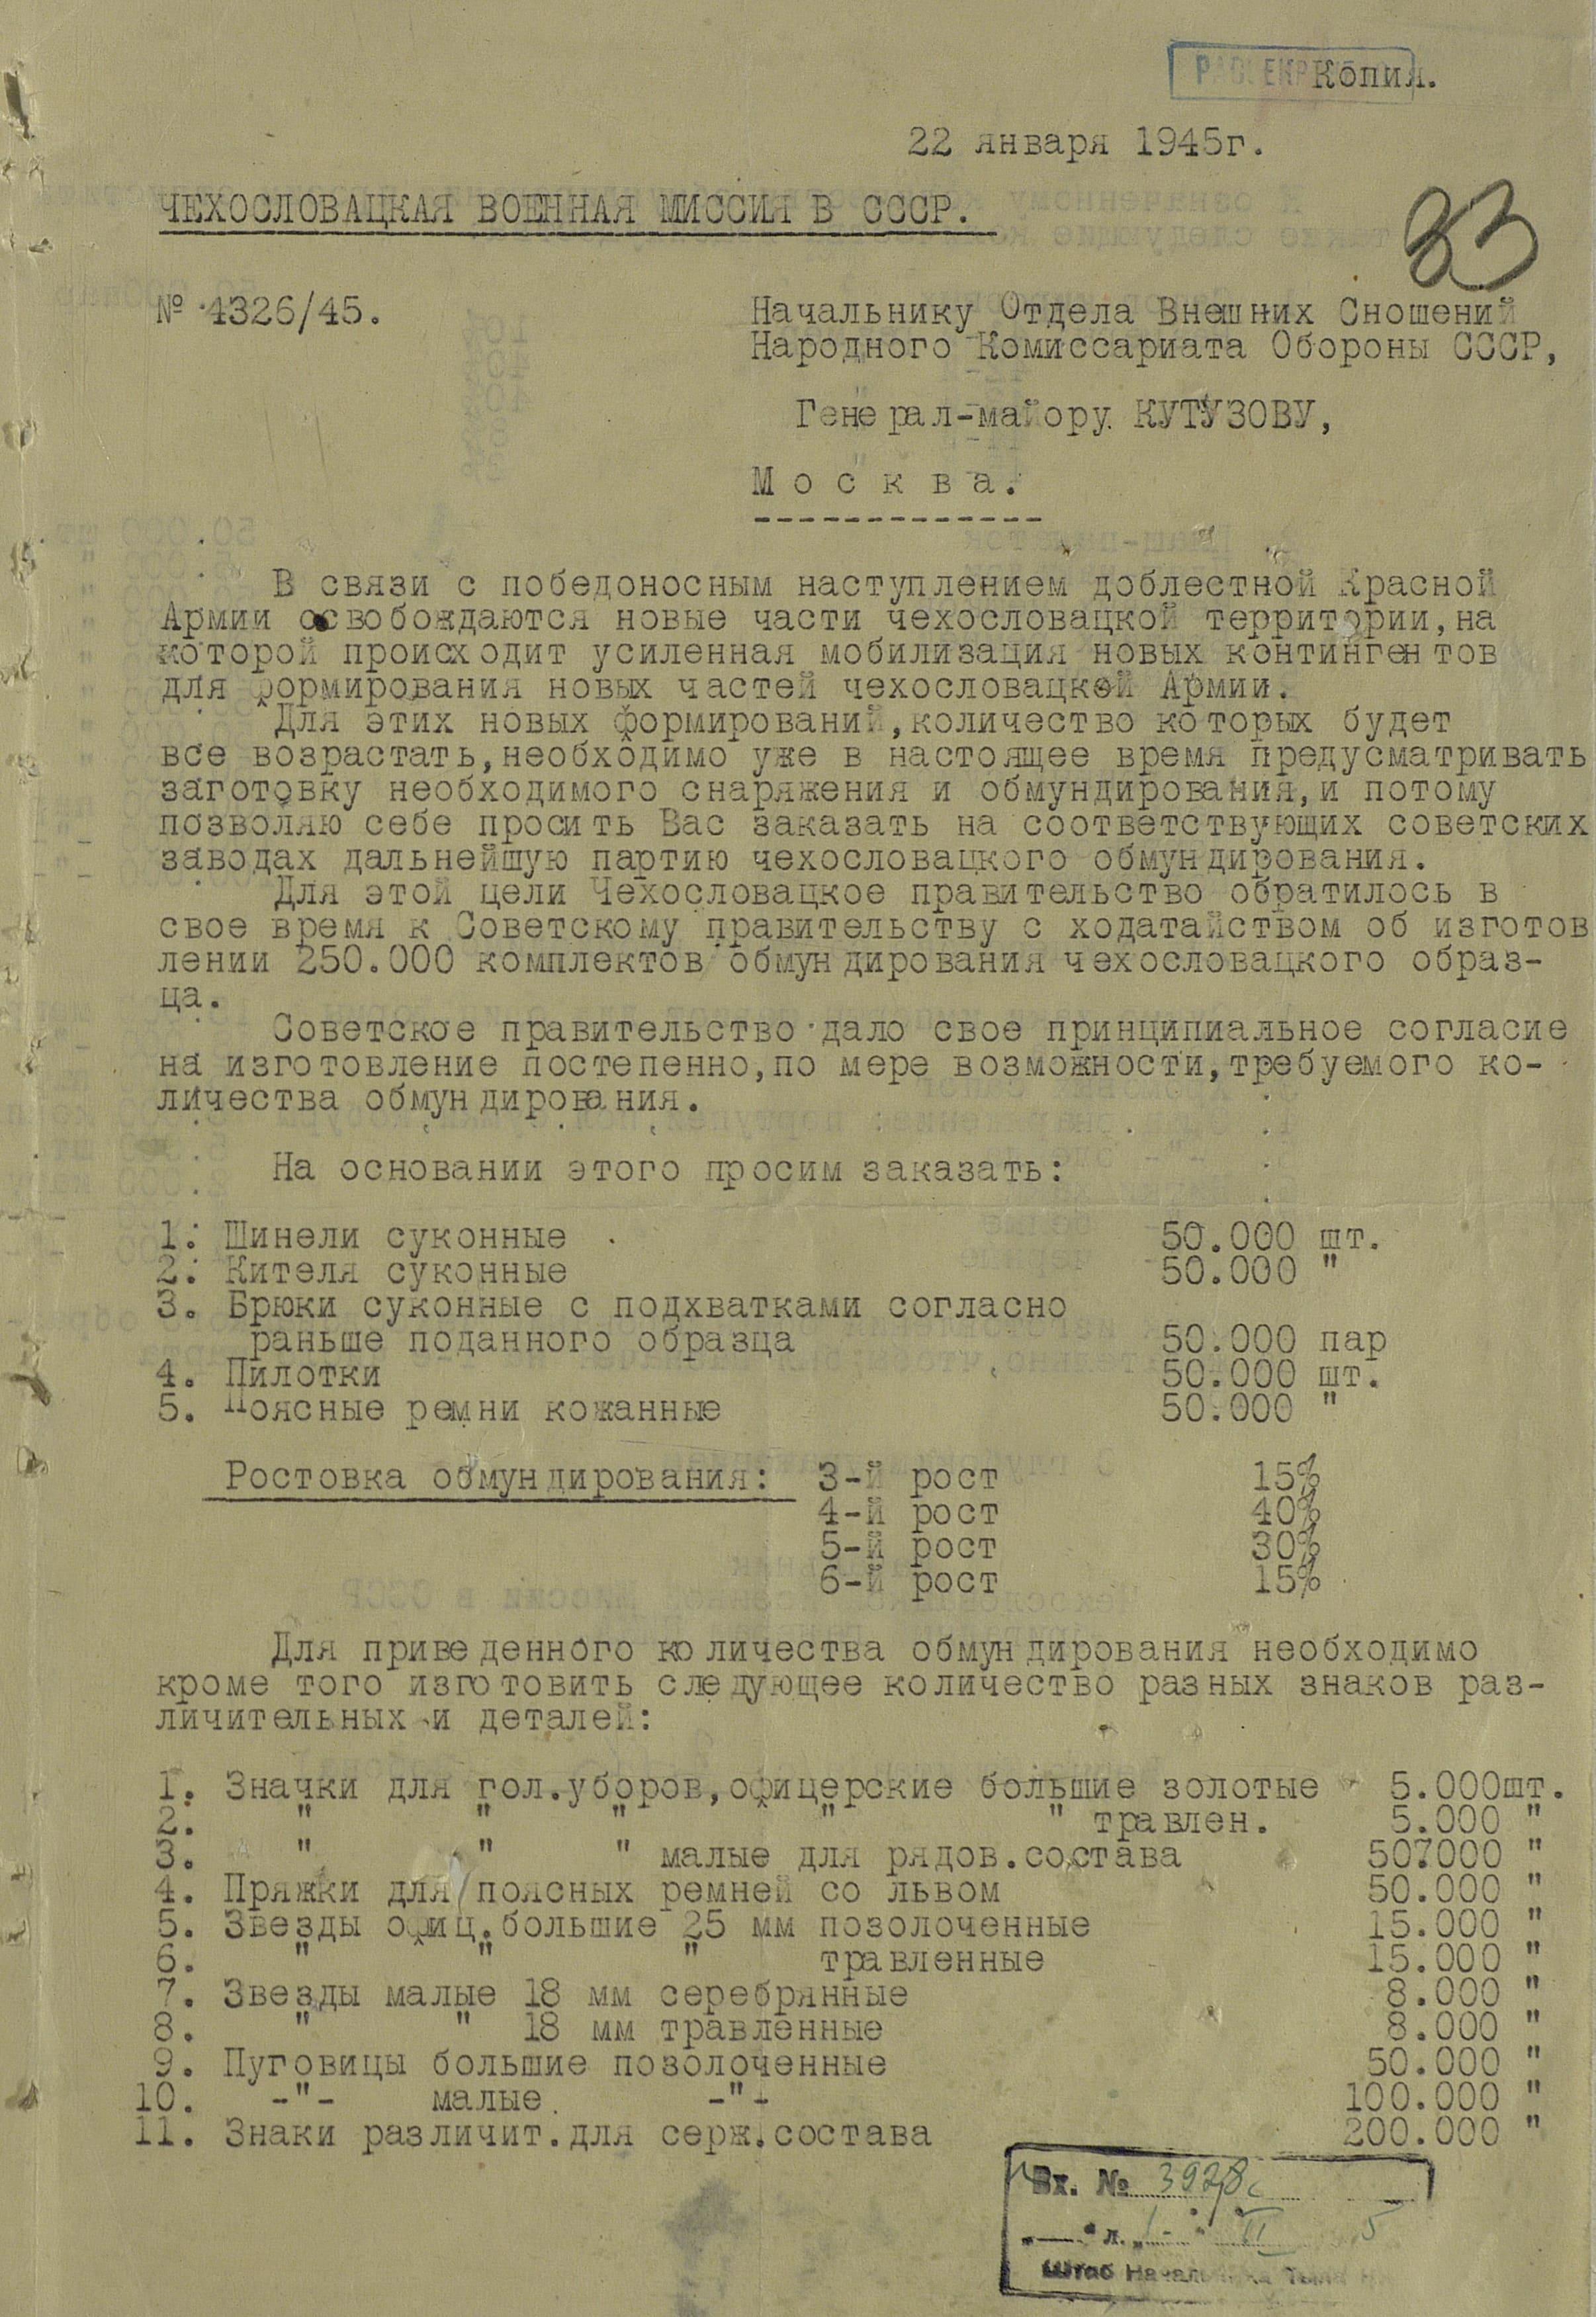 Копия.
22 января 1945г.
ЧЕХОСЛОВАЦКАЯ ВОЕННАЯ МИССИЯ В СССР.
33
№ 4326/45.
Начальнику Отдела Внешних Сношений
Народного Комиссариата Обороны СССР,
Генерал-майору КУТУЗОВУ,
М о с к в а.
В связи с победоносным наступлением доблестной Красной
Армии освобождаются новые части чехословацкой территории,на
которой происходит усиленная мобилизация новых контингентов
для формирования новых частей чехословацкой Армии.
Для этих новых формирований,количество которых будет
все возрастать,необходимо уже в настоящее время предусматривать
заготовку необходимого снаряжения и обмундирования,и потому
позволяю себе просить Вас заказать на соответствующих советских
заводах дальнейшую партию чехословацкого обмундирования.
Для этой цели Чехословацкое правительство обратилось в
свое время к Советскому правительству с ходатайством об изготов
лении 250.000 комплектов обмундирования чехословацкого образ-
ца.
Советское правительство дало свое принципиальное согласие
на изготовление постепенно,по мере возможности,требуемого ко-
личества обмундирования.
На основании этого просим заказать:
1. Шинели суконные 50.000 шт.
2. Кителя суконные 50.000 "
3. Брюки суконные с подхватками согласно
раньше поданного образца 50.000 пар
4. Пилотки 50.000 шт.
5. Поясные ремни кожанные 50.000 "
Ростовка обмундирования: 3-й рост 15%
4-й рост 40%
5-й рост 30%
6-й рост 15%
Для приведенного количества обмундирования необходимо
кроме того изготовить следующее количество разных знаков раз-
личительных и деталей:
1. Значки для гол.уборов,офицерские большие золотые 5.000шт.
2. " " " " " травлен. 5.000 "
3. " " " малые для рядов.состава 507000 "
4. Пряжки для поясных ремней со львом 50.000 "
5. Звезды офиц.большие 25 мм позолоченные 15.000 "
6. " " " травленные 15.000 "
7. Звезды малые 18 мм серебрянные 8.000 "
8. " " 18 мм травленные 8.000 "
9. Пуговицы большие позолоченные 50.000 "
10. -"- малые -"- 100.000 "
11. Знаки различит.для серж.состава 200.000 "
Вх. № 3928с
"—" л. „1-" II 5
Штаб Начальника Тыла